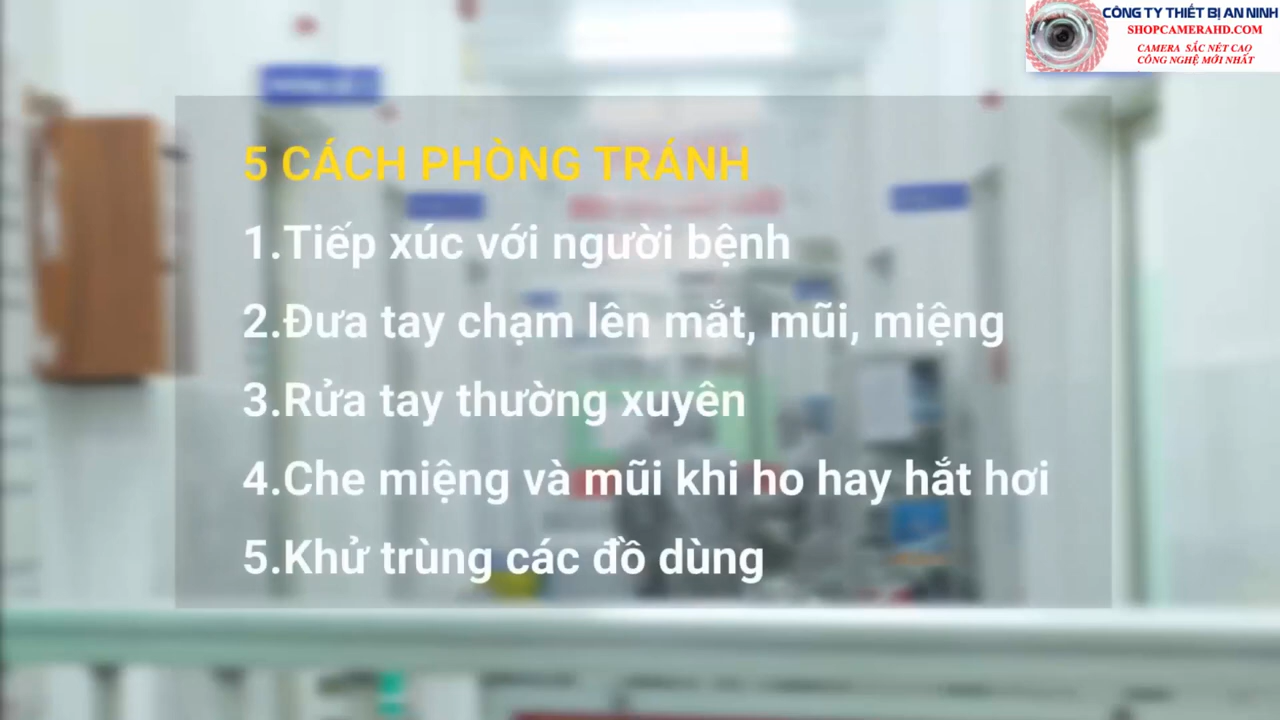 CÔNG TY THIẾT BỊ AN NINH
SHOPCAMERAHD.COM
CAMERA SẮC NÉT CAO
CÔNG NGHỆ MỚI NHẤT
5 CÁCH PHÒNG TRÁNH
1.Tiếp xúc với người bệnh
2.Đưa tay chạm lên mắt, mũi, miệng
3.Rửa tay thường xuyên
4.Che miệng và mũi khi ho hay hắt hơi
5.Khử trùng các đồ dùng